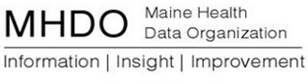 MHDO Maine Health
Data Organization
Information | Insight | Improvement